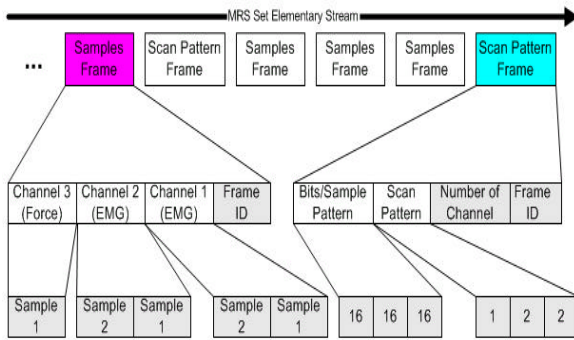 MRS Set Elementary Stream
...
Samples Frame
Scan Pattern Frame
Samples Frame
Samples Frame
Samples Frame
Scan Pattern Frame
Channel 3 (Force)
Channel 2 (EMG)
Channel 1 (EMG)
Frame ID
Bits/Sample Pattern
Scan Pattern
Number of Channel
Frame ID
Sample 1
Sample 2
Sample 1
Sample 2
Sample 1
16
16
16
1
2
2